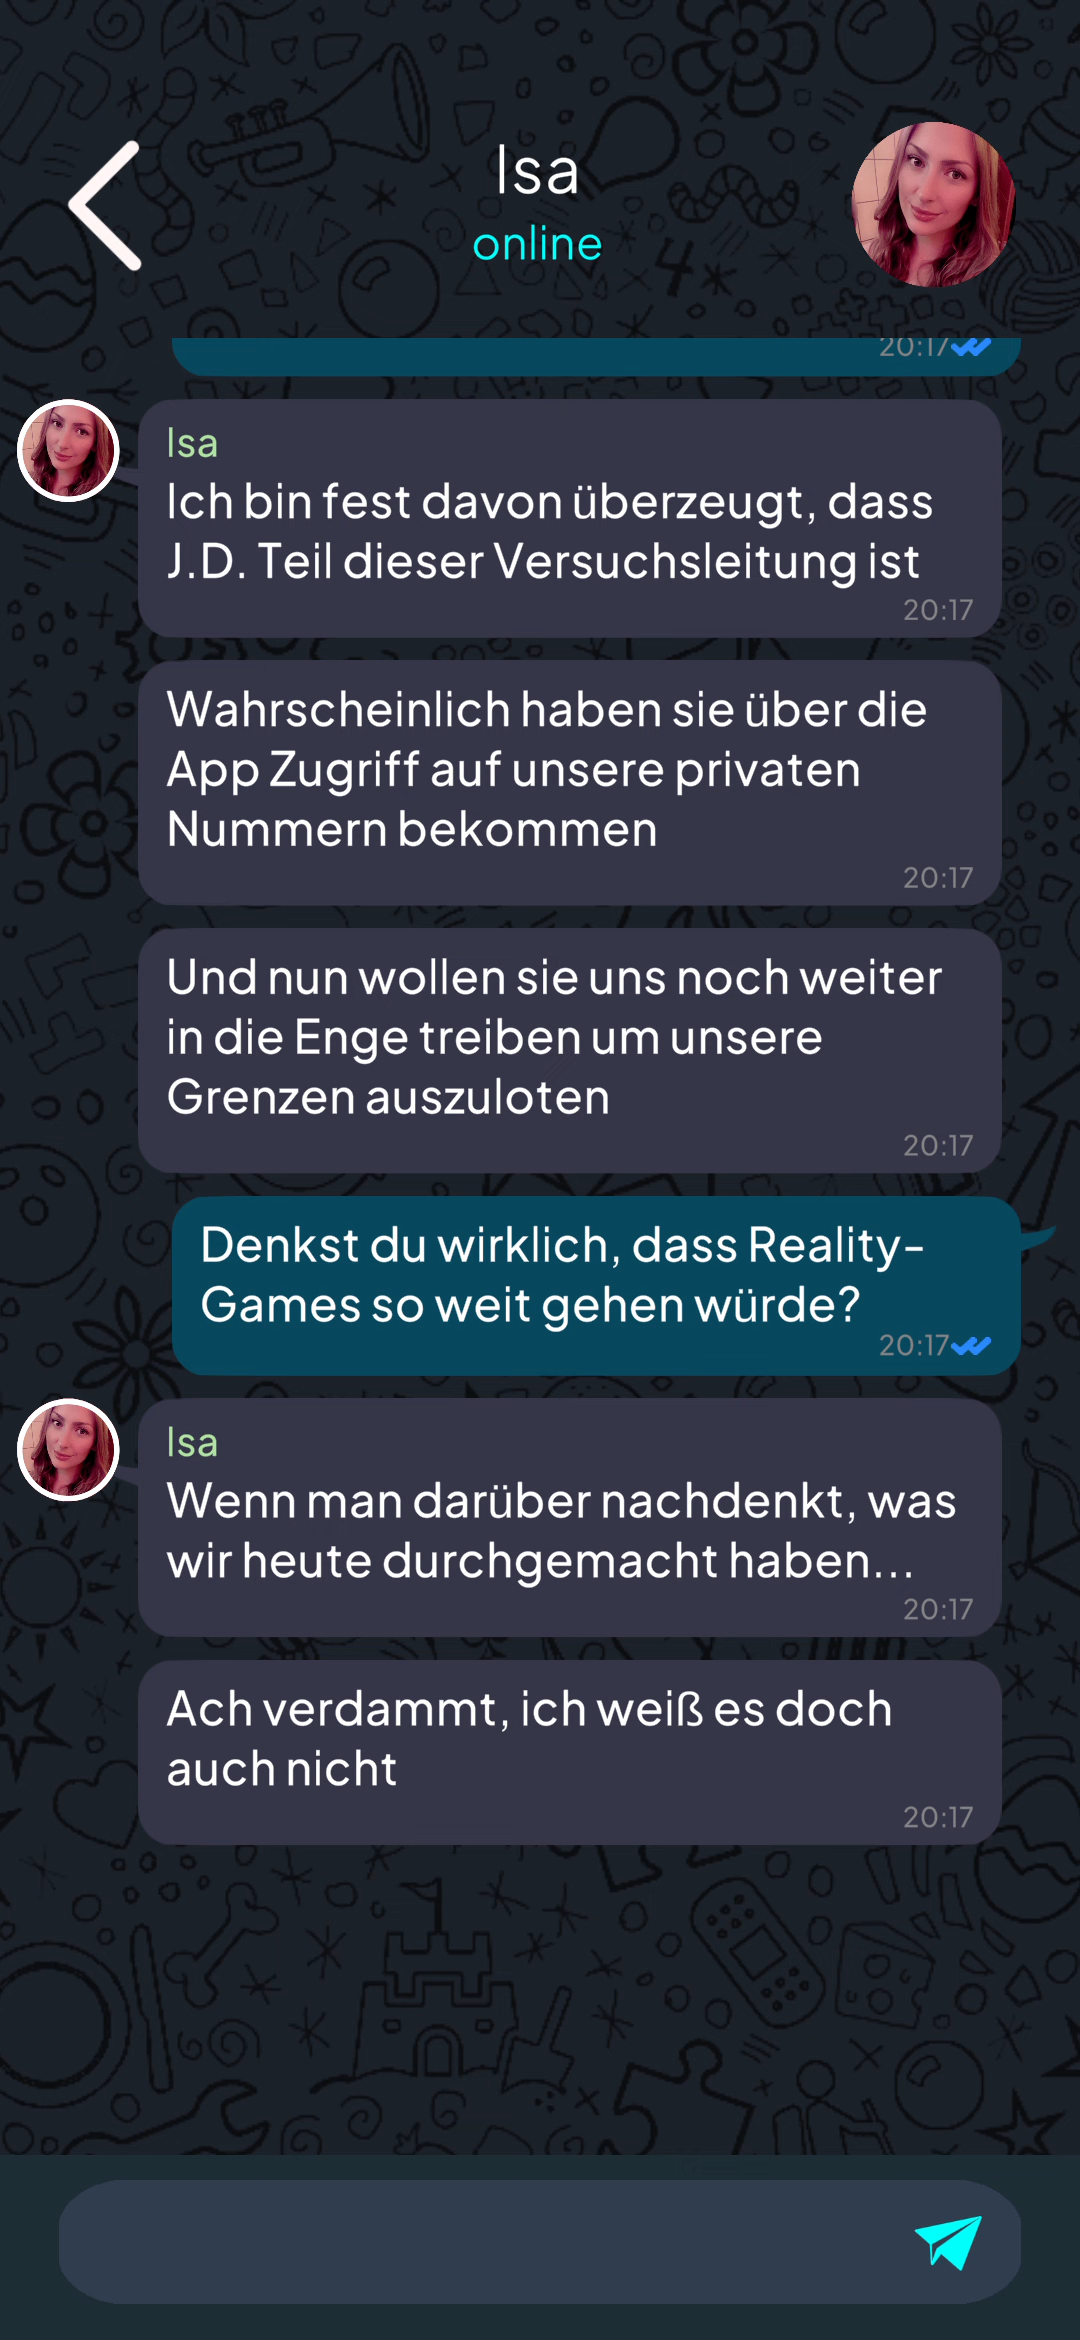 Isa
online
20:17
Isa
Ich bin fest davon überzeugt, dass
J.D. Teil dieser Versuchsleitung ist
20:17
Wahrscheinlich haben sie über die
App Zugriff auf unsere privaten
Nummern bekommen
20:17
Und nun wollen sie uns noch weiter
in die Enge treiben um unsere
Grenzen auszuloten
20:17
Denkst du wirklich, dass Reality-
Games so weit gehen würde?
20:17
Isa
Wenn man darüber nachdenkt, was
wir heute durchgemacht haben...
20:17
Ach verdammt, ich weiß es doch
auch nicht
20:17